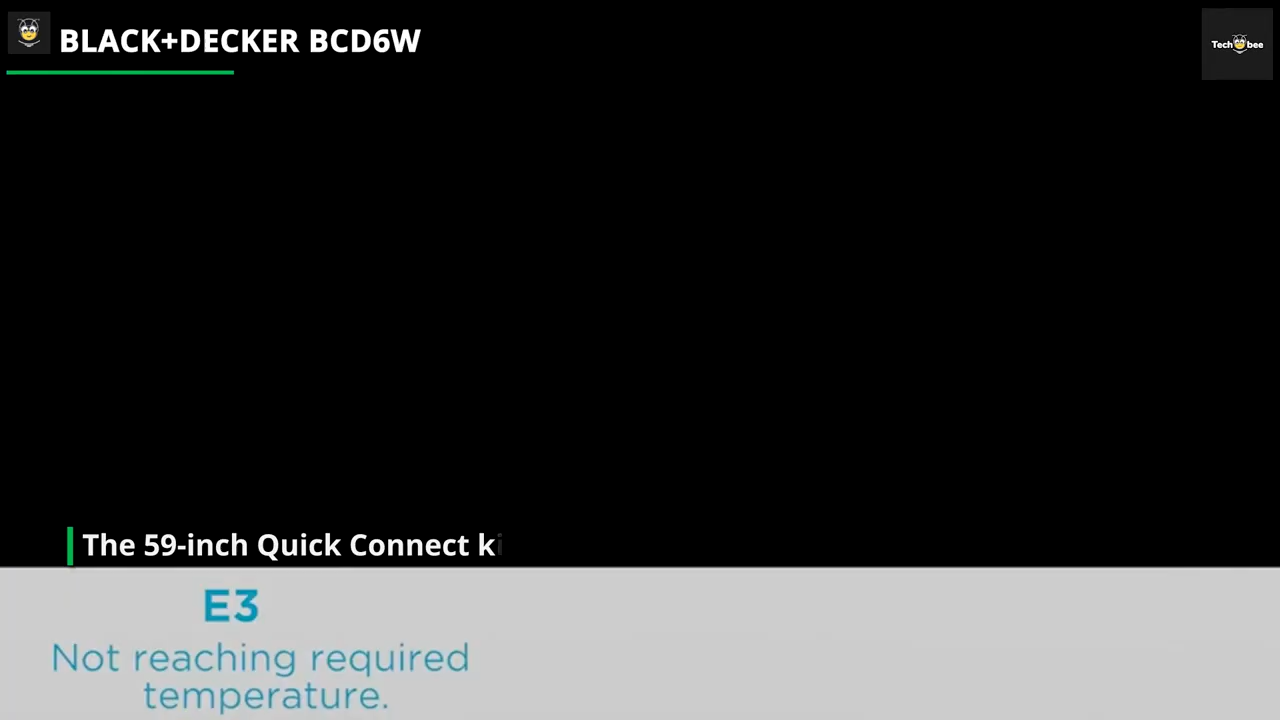 BLACK+DECKER BCD6W
Tech bee
The 59-inch Quick Connect k
E3
Not reaching required
temperature.